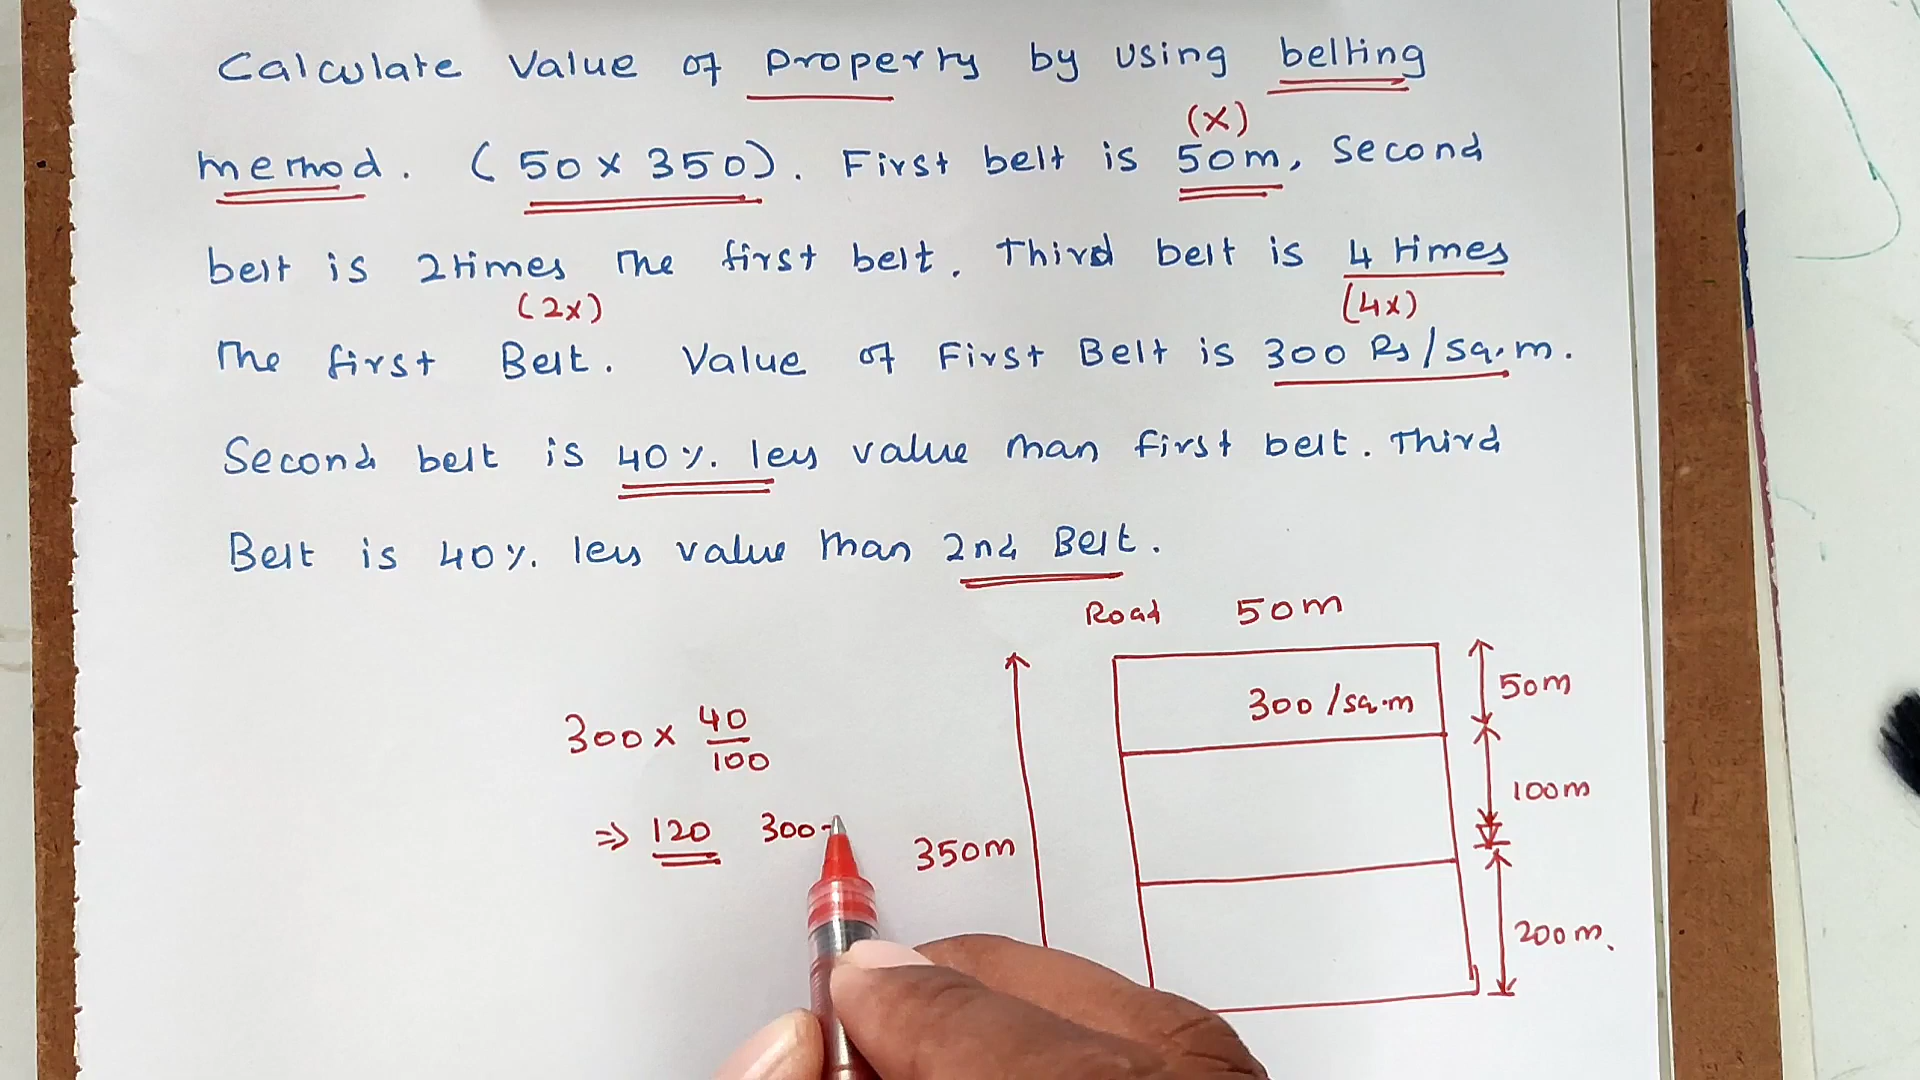 Calculate Value of Property by using belting
(x)
method. (50 x 350). First belt is 50m, Second
belt is 2times The first belt. Third belt is 4 times
(2x) (4x)
The first Belt. Value of First Belt is 300 Rs/sq.m.
Second belt is 40%. less value than first belt. Third
Belt is 40%. less value than 2nd Belt.
Road 50m
300 /sq.m
50m
300 x 40/100
100m
⇒ 120 300-
350m
200m.